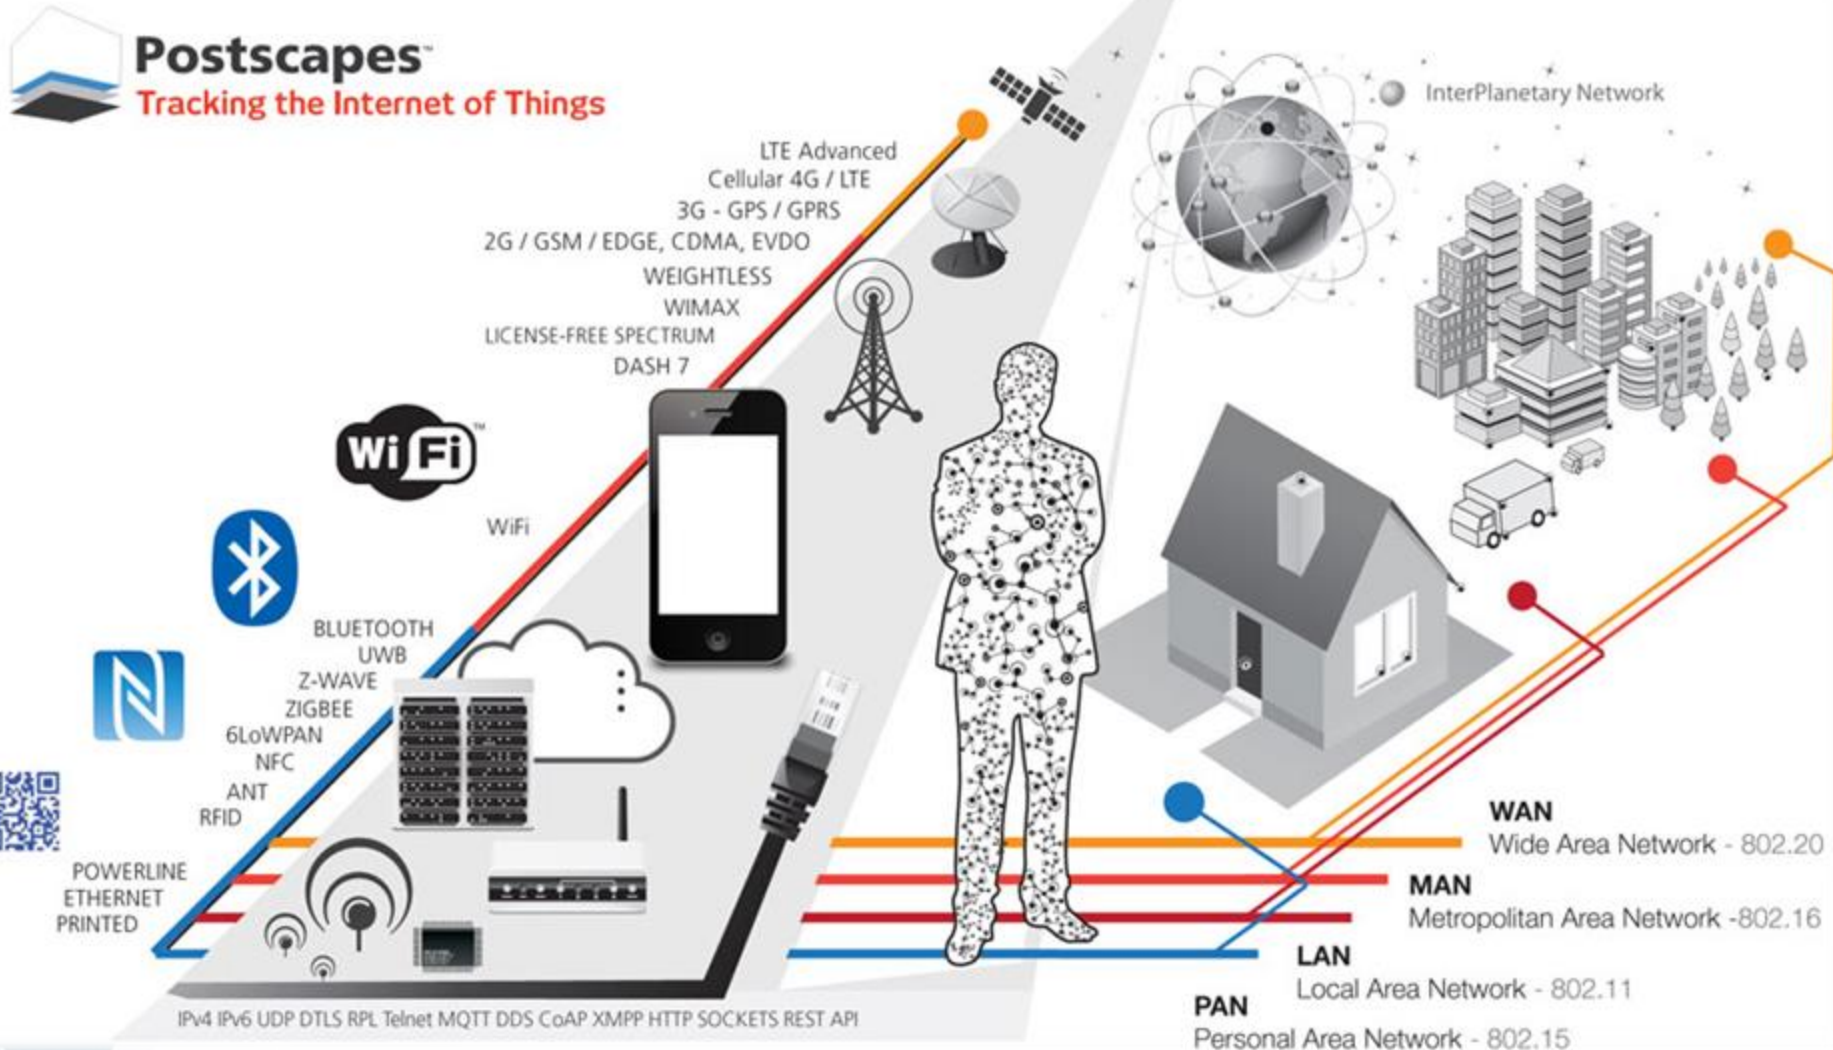 Postscapes™
Tracking the Internet of Things
InterPlanetary Network
LTE Advanced
Cellular 4G / LTE
3G - GPS / GPRS
2G / GSM / EDGE, CDMA, EVDO
WEIGHTLESS
WIMAX
LICENSE-FREE SPECTRUM
DASH 7
WiFi™
WiFi
BLUETOOTH
UWB
Z-WAVE
ZIGBEE
6LoWPAN
NFC
ANT
RFID
POWERLINE
ETHERNET
PRINTED
WAN
Wide Area Network - 802.20
MAN
Metropolitan Area Network -802.16
LAN
Local Area Network - 802.11
PAN
Personal Area Network - 802.15
IPv4 IPv6 UDP DTLS RPL Telnet MQTT DDS CoAP XMPP HTTP SOCKETS REST API